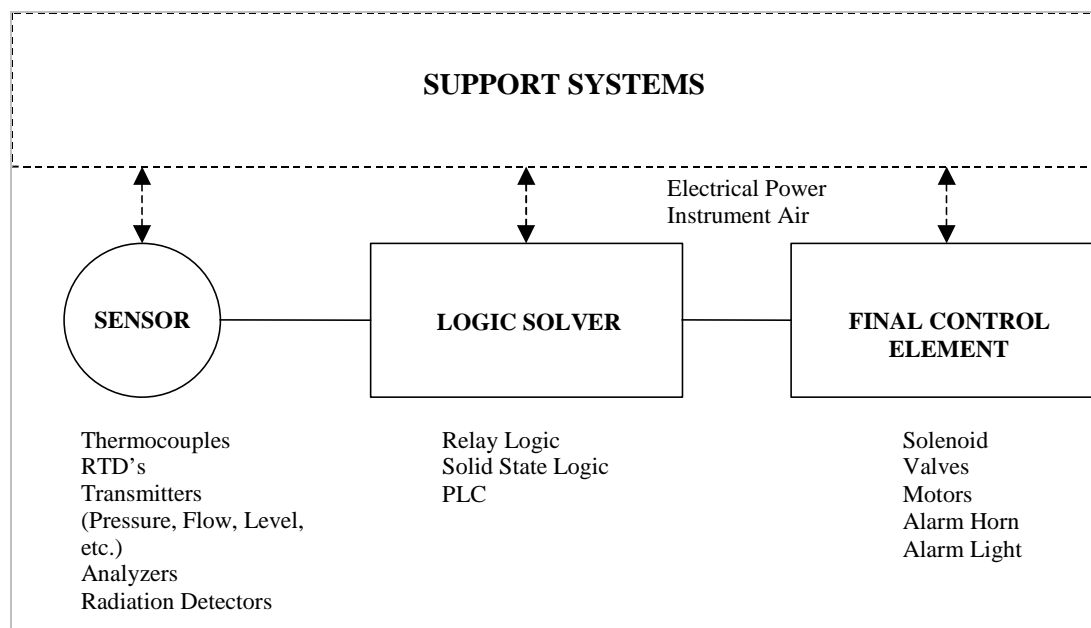 SUPPORT SYSTEMS
Electrical Power
Instrument Air
SENSOR
LOGIC SOLVER
FINAL CONTROL
ELEMENT
Thermocouples
RTD’s
Transmitters
(Pressure, Flow, Level,
etc.)
Analyzers
Radiation Detectors
Relay Logic
Solid State Logic
PLC
Solenoid
Valves
Motors
Alarm Horn
Alarm Light